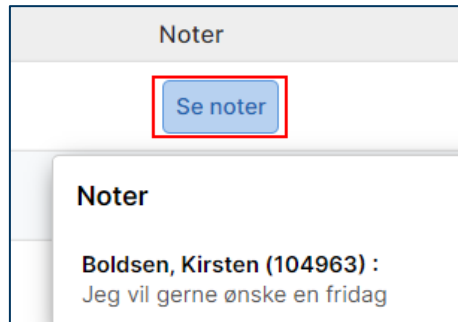 Noter
Se noter
Noter
Boldsen, Kirsten (104963) :
Jeg vil gerne ønske en fridag